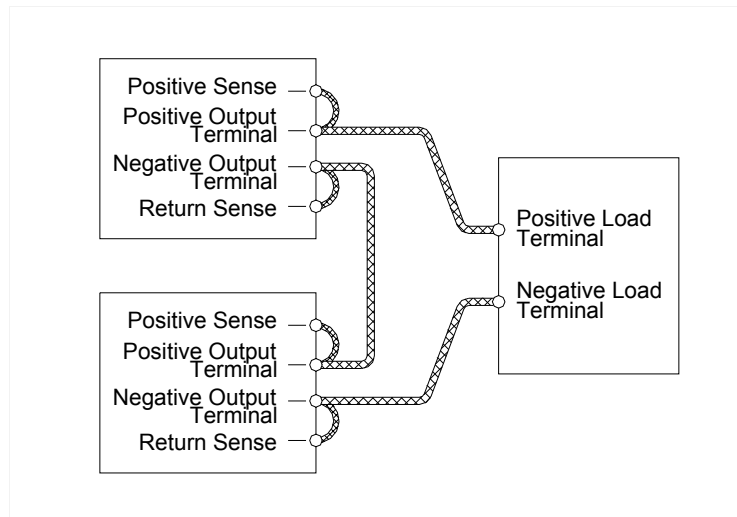 Positive Sense
Positive Output
Terminal
Negative Output
Terminal
Return Sense
Positive Load
Terminal
Negative Load
Terminal
Positive Sense
Positive Output
Terminal
Negative Output
Terminal
Return Sense